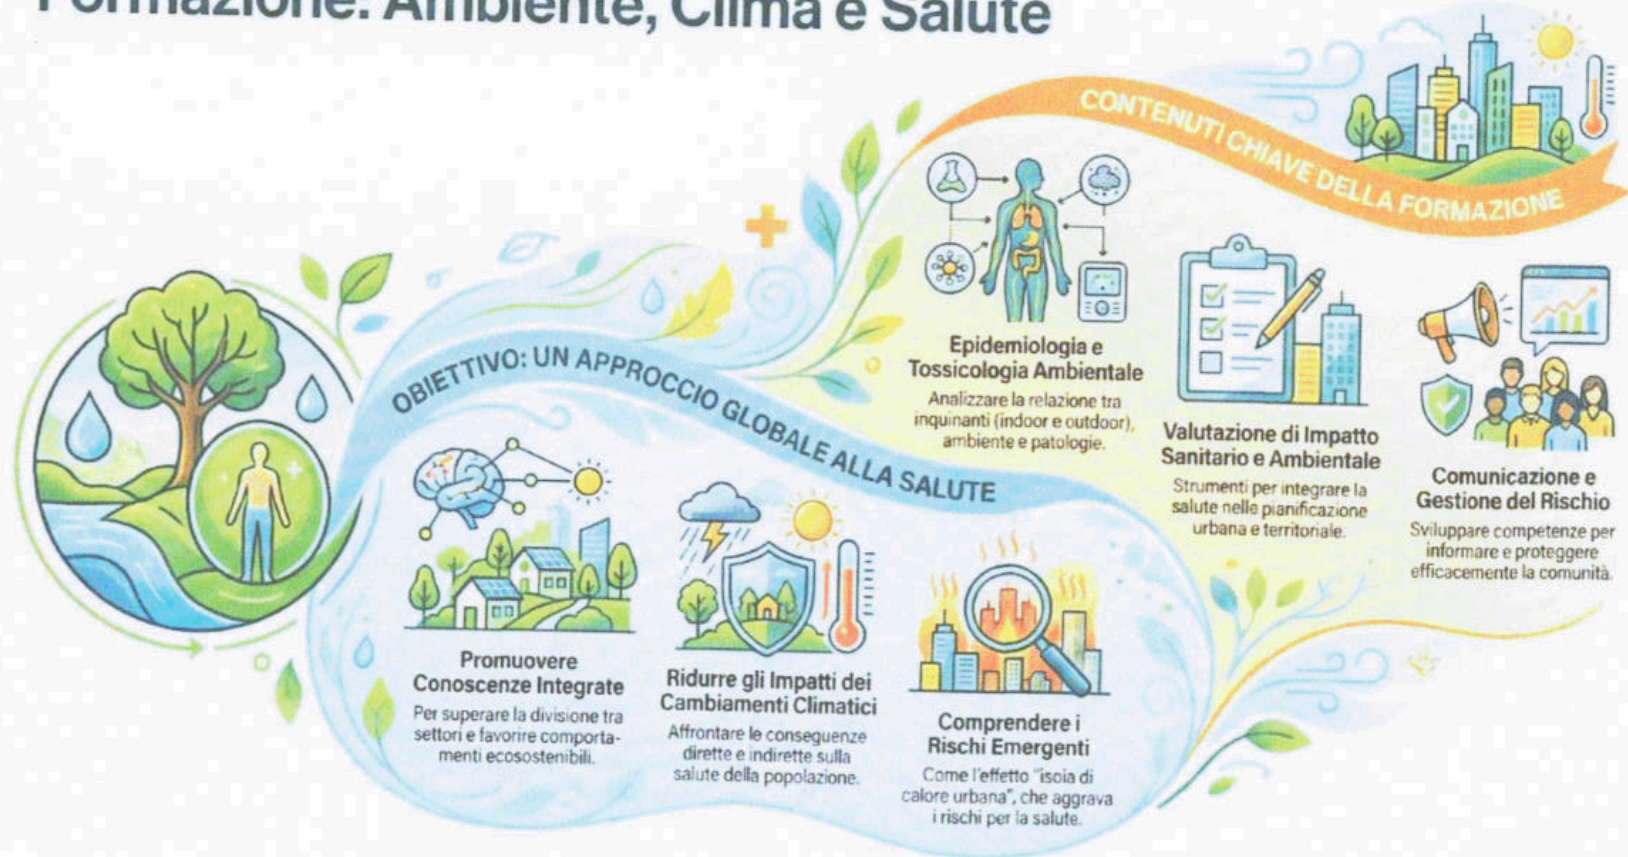 Formazione: Ambiente, Clima e Salute
OBIETTIVO: UN APPROCCIO GLOBALE ALLA SALUTE
Promuovere
Conoscenze Integrate
Per superare la divisione tra
settori e favorire comporta-
menti ecosostenibili.
Ridurre gli Impatti dei
Cambiamenti Climatici
Affrontare le conseguenze
dirette e indirette sulla
salute della popolazione.
Comprendere i
Rischi Emergenti
Come l'effetto "isola di
calore urbana", che aggrava
i rischi per la salute.
CONTENUTI CHIAVE DELLA FORMAZIONE
Epidemiologia e
Tossicologia Ambientale
Analizzare la relazione tra
inquinanti (indoor e outdoor),
ambiente e patologie.
Valutazione di Impatto
Sanitario e Ambientale
Strumenti per integrare la
salute nelle pianificazione
urbana e territoriale.
Comunicazione e
Gestione del Rischio
Sviluppare competenze per
informare e proteggere
efficacemente la comunità.